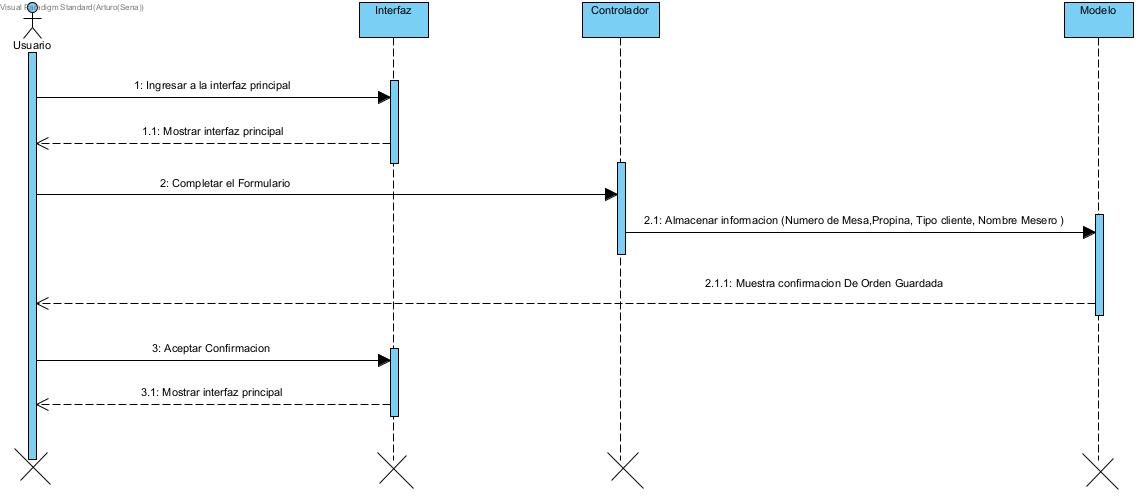 Visual Paradigm Standard(Arturo(Sena))
Interfaz
Controlador
Modelo
Usuario
1: Ingresar a la interfaz principal
1.1: Mostrar interfaz principal
2: Completar el Formulario
2.1: Almacenar informacion (Numero de Mesa,Propina, Tipo cliente, Nombre Mesero )
2.1.1: Muestra confirmacion De Orden Guardada
3: Aceptar Confirmacion
3.1: Mostrar interfaz principal